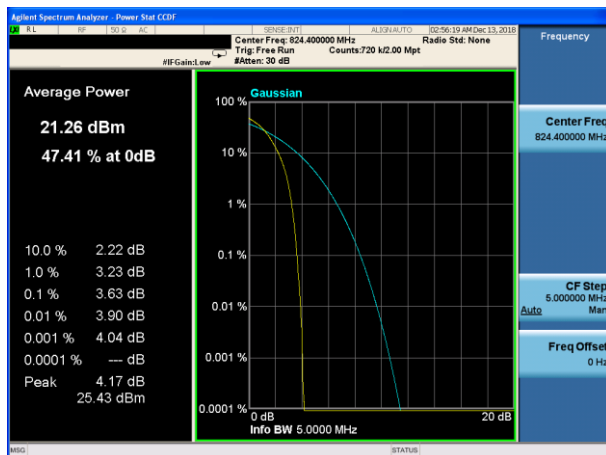 Agilent Spectrum Analyzer - Power Stat CCDF
RL RF 50 Ω AC SENSE:INT ALIGNAUTO 02:56:19 AM Dec 13, 2018
Center Freq: 824.400000 MHz Radio Std: None
Trig: Free Run Counts:720 k/2.00 Mpt
#IFGain:Low #Atten: 30 dB
Frequency
Average Power
21.26 dBm
47.41 % at 0dB
10.0 % 2.22 dB
1.0 % 3.23 dB
0.1 % 3.63 dB
0.01 % 3.90 dB
0.001 % 4.04 dB
0.0001 % --- dB
Peak 4.17 dB
25.43 dBm
Gaussian
100 %
10 %
1 %
0.1 %
0.01 %
0.001 %
0.0001 %
0 dB 20 dB
Info BW 5.0000 MHz
Center Freq
824.400000 MHz
CF Step
5.000000 MHz
Auto Man
Freq Offset
0 Hz
MSG STATUS